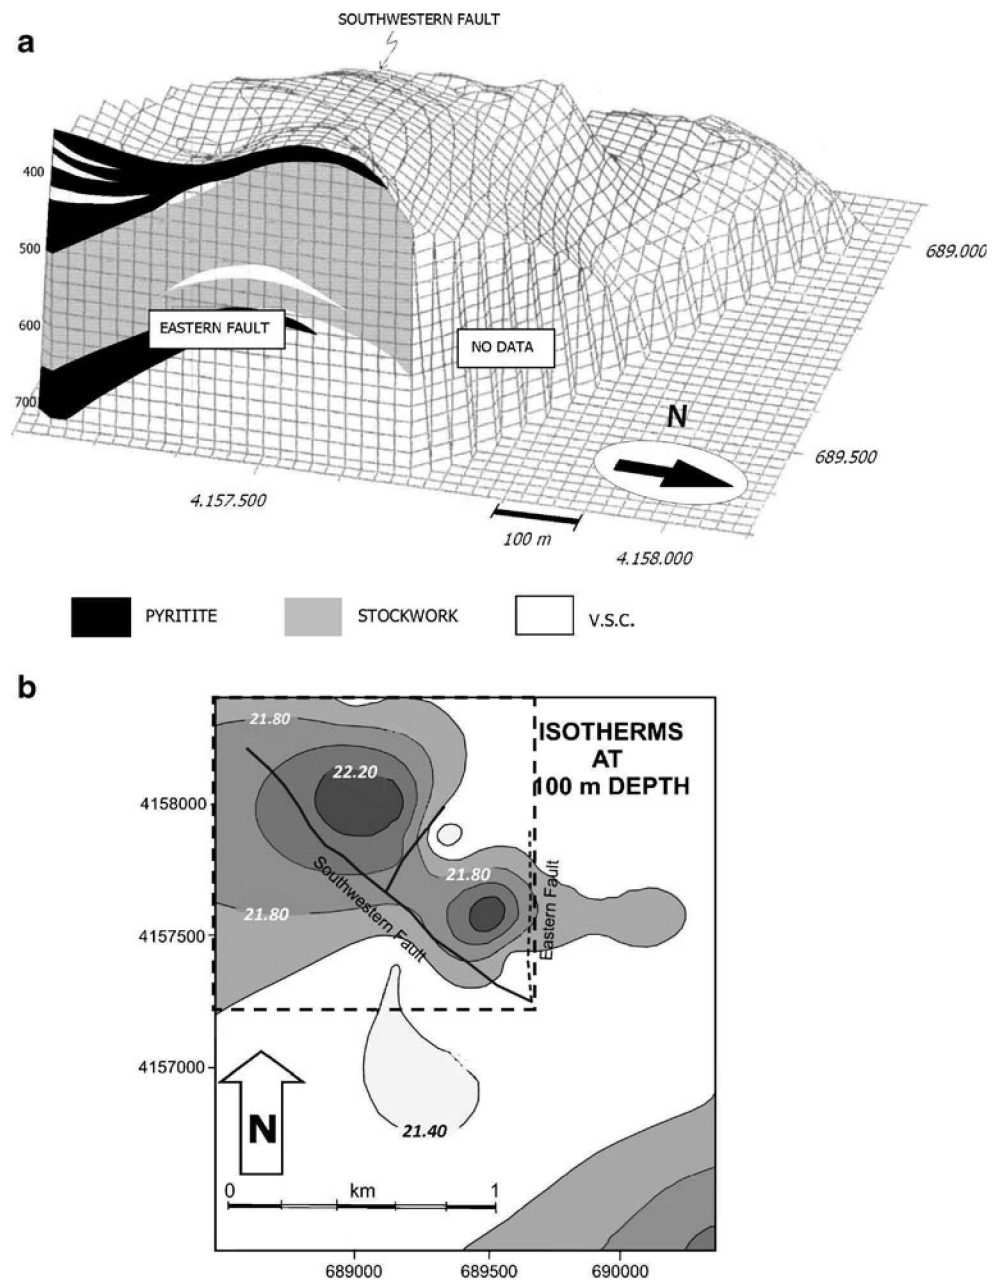 SOUTHWESTERN FAULT
a
400
500
600
700
EASTERN FAULT
NO DATA
689.000
N
689.500
4.157.500
100 m
4.158.000
PYRITITE
STOCKWORK
V.S.C.
b
21.80
ISOTHERMS
AT
100 m DEPTH
22.20
4158000
21.80
Southwestern Fault
Eastern Fault
21.80
4157500
4157000
21.40
N
0 km 1
689000 689500 690000